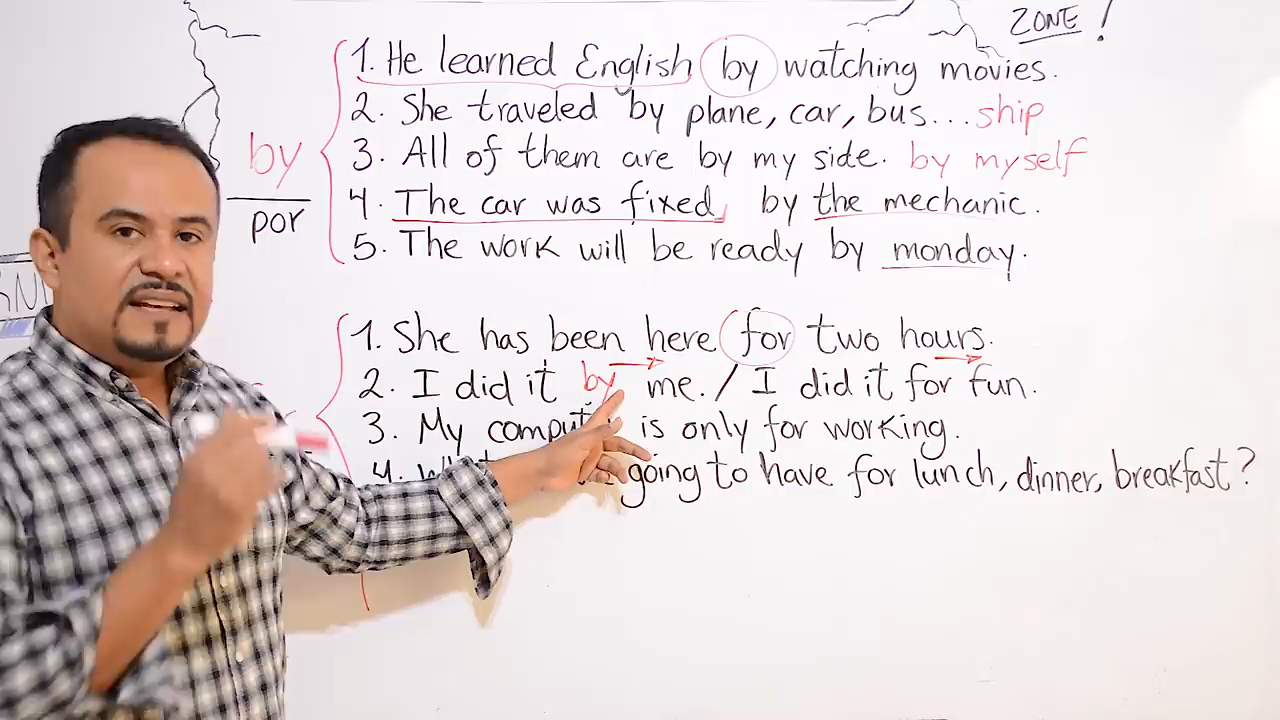 ZONE!
by
por
1. He learned English by watching movies.
2. She traveled by plane, car, bus... ship
3. All of them are by my side. by myself
4. The car was fixed by the mechanic.
5. The work will be ready by monday.
1. She has been here for two hours.
2. I did it by me. / I did it for fun.
3. My is only for working.
4. going to have for lunch, dinner, breakfast?